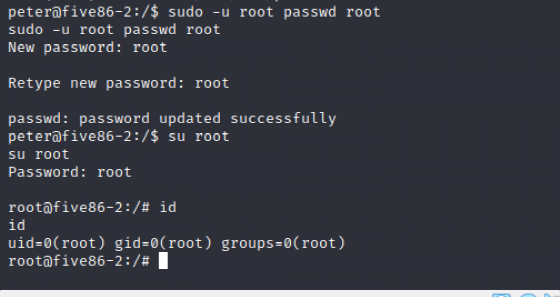 peter@five86-2:/$ sudo -u root passwd root
sudo -u root passwd root
New password: root
Retype new password: root
passwd: password updated successfully
peter@five86-2:/$ su root
su root
Password: root
root@five86-2:/# id
id
uid=0(root) gid=0(root) groups=0(root)
root@five86-2:/#